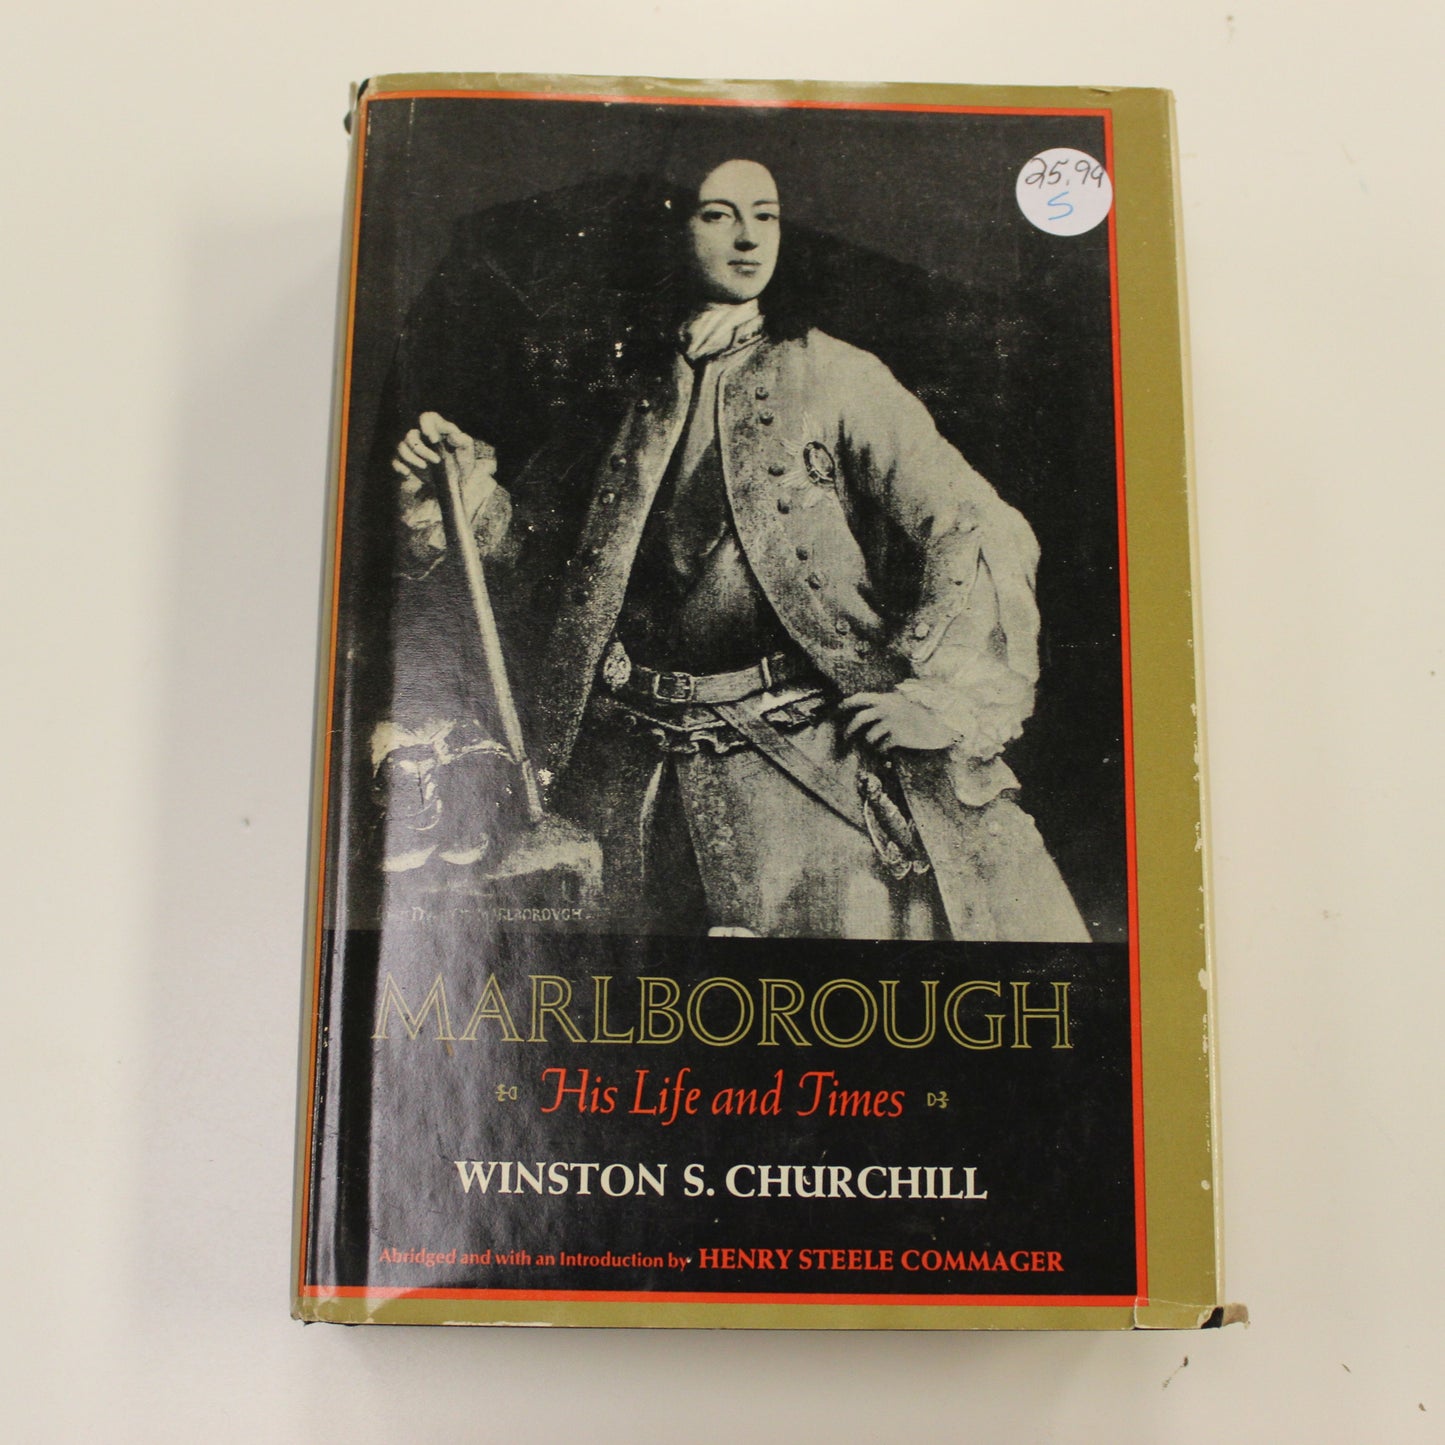 25.99
S
MARLBOROUGH
His Life and Times
WINSTON S. CHURCHILL
Abridged and with an Introduction by HENRY STEELE COMMAGER